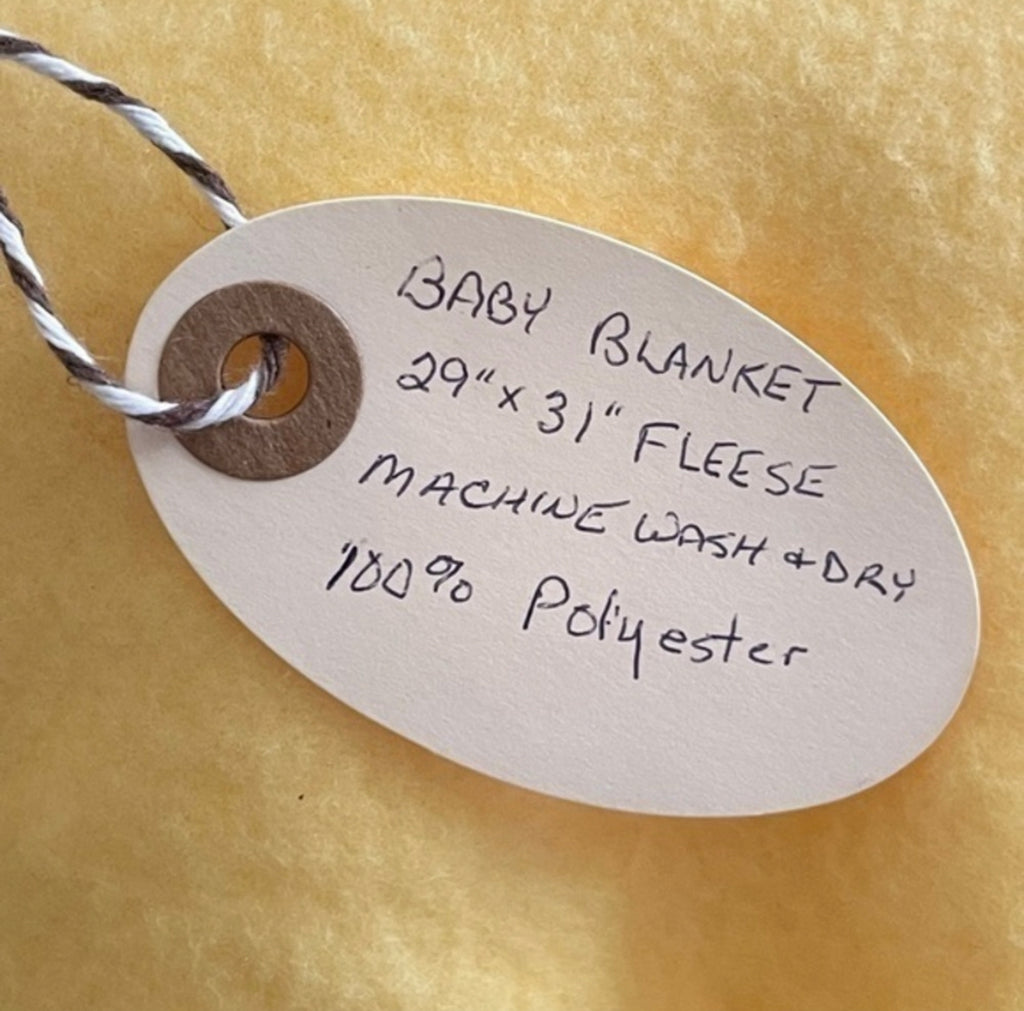 BABY BLANKET
29" x 31" FLEESE
MACHINE WASH & DRY
100% Polyester